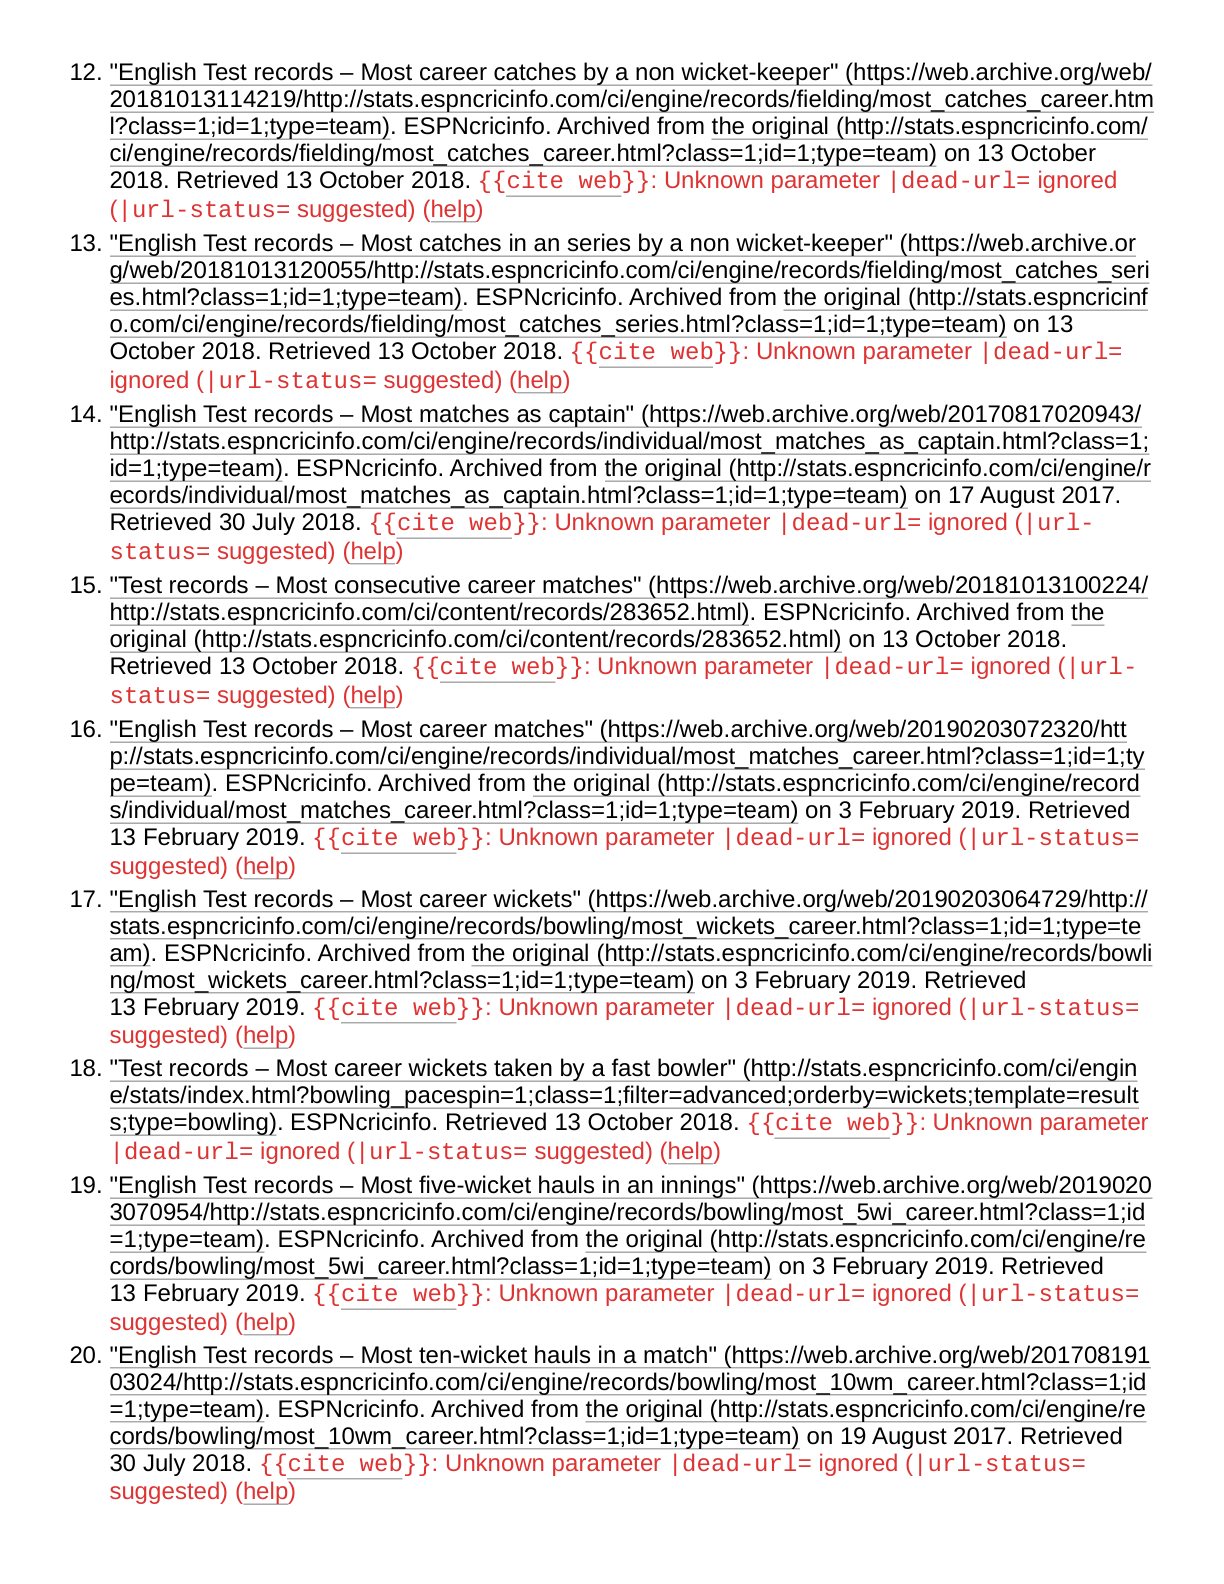 12. "English Test records – Most career catches by a non wicket-keeper" (https://web.archive.org/web/
20181013114219/http://stats.espncricinfo.com/ci/engine/records/fielding/most_catches_career.htm
l?class=1;id=1;type=team). ESPNcricinfo. Archived from the original (http://stats.espncricinfo.com/
ci/engine/records/fielding/most_catches_career.html?class=1;id=1;type=team) on 13 October
2018. Retrieved 13 October 2018. {{cite web}}: Unknown parameter |dead-url= ignored
(|url-status= suggested) (help)
13. "English Test records – Most catches in an series by a non wicket-keeper" (https://web.archive.or
g/web/20181013120055/http://stats.espncricinfo.com/ci/engine/records/fielding/most_catches_seri
es.html?class=1;id=1;type=team). ESPNcricinfo. Archived from the original (http://stats.espncricinf
o.com/ci/engine/records/fielding/most_catches_series.html?class=1;id=1;type=team) on 13
October 2018. Retrieved 13 October 2018. {{cite web}}: Unknown parameter |dead-url=
ignored (|url-status= suggested) (help)
14. "English Test records – Most matches as captain" (https://web.archive.org/web/20170817020943/
http://stats.espncricinfo.com/ci/engine/records/individual/most_matches_as_captain.html?class=1;
id=1;type=team). ESPNcricinfo. Archived from the original (http://stats.espncricinfo.com/ci/engine/r
ecords/individual/most_matches_as_captain.html?class=1;id=1;type=team) on 17 August 2017.
Retrieved 30 July 2018. {{cite web}}: Unknown parameter |dead-url= ignored (|url-
status= suggested) (help)
15. "Test records – Most consecutive career matches" (https://web.archive.org/web/20181013100224/
http://stats.espncricinfo.com/ci/content/records/283652.html). ESPNcricinfo. Archived from the
original (http://stats.espncricinfo.com/ci/content/records/283652.html) on 13 October 2018.
Retrieved 13 October 2018. {{cite web}}: Unknown parameter |dead-url= ignored (|url-
status= suggested) (help)
16. "English Test records – Most career matches" (https://web.archive.org/web/20190203072320/htt
p://stats.espncricinfo.com/ci/engine/records/individual/most_matches_career.html?class=1;id=1;ty
pe=team). ESPNcricinfo. Archived from the original (http://stats.espncricinfo.com/ci/engine/record
s/individual/most_matches_career.html?class=1;id=1;type=team) on 3 February 2019. Retrieved
13 February 2019. {{cite web}}: Unknown parameter |dead-url= ignored (|url-status=
suggested) (help)
17. "English Test records – Most career wickets" (https://web.archive.org/web/20190203064729/http://
stats.espncricinfo.com/ci/engine/records/bowling/most_wickets_career.html?class=1;id=1;type=te
am). ESPNcricinfo. Archived from the original (http://stats.espncricinfo.com/ci/engine/records/bowli
ng/most_wickets_career.html?class=1;id=1;type=team) on 3 February 2019. Retrieved
13 February 2019. {{cite web}}: Unknown parameter |dead-url= ignored (|url-status=
suggested) (help)
18. "Test records – Most career wickets taken by a fast bowler" (http://stats.espncricinfo.com/ci/engin
e/stats/index.html?bowling_pacespin=1;class=1;filter=advanced;orderby=wickets;template=result
s;type=bowling). ESPNcricinfo. Retrieved 13 October 2018. {{cite web}}: Unknown parameter
|dead-url= ignored (|url-status= suggested) (help)
19. "English Test records – Most five-wicket hauls in an innings" (https://web.archive.org/web/2019020
3070954/http://stats.espncricinfo.com/ci/engine/records/bowling/most_5wi_career.html?class=1;id
=1;type=team). ESPNcricinfo. Archived from the original (http://stats.espncricinfo.com/ci/engine/re
cords/bowling/most_5wi_career.html?class=1;id=1;type=team) on 3 February 2019. Retrieved
13 February 2019. {{cite web}}: Unknown parameter |dead-url= ignored (|url-status=
suggested) (help)
20. "English Test records – Most ten-wicket hauls in a match" (https://web.archive.org/web/201708191
03024/http://stats.espncricinfo.com/ci/engine/records/bowling/most_10wm_career.html?class=1;id
=1;type=team). ESPNcricinfo. Archived from the original (http://stats.espncricinfo.com/ci/engine/re
cords/bowling/most_10wm_career.html?class=1;id=1;type=team) on 19 August 2017. Retrieved
30 July 2018. {{cite web}}: Unknown parameter |dead-url= ignored (|url-status=
suggested) (help)